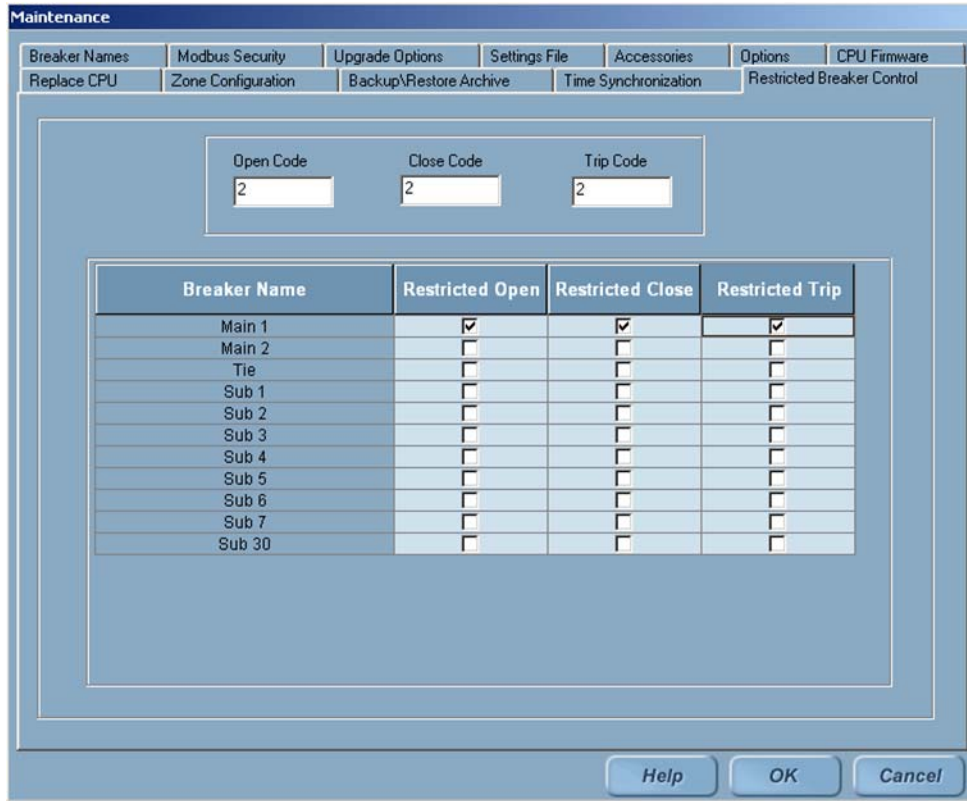 Maintenance
Breaker Names Modbus Security Upgrade Options Settings File Accessories Options CPU Firmware
Replace CPU Zone Configuration Backup\Restore Archive Time Synchronization Restricted Breaker Control
Open Code Close Code Trip Code
2 2 2
Breaker Name Restricted Open Restricted Close Restricted Trip
Main 1
Main 2
Tie
Sub 1
Sub 2
Sub 3
Sub 4
Sub 5
Sub 6
Sub 7
Sub 30
Help OK Cancel